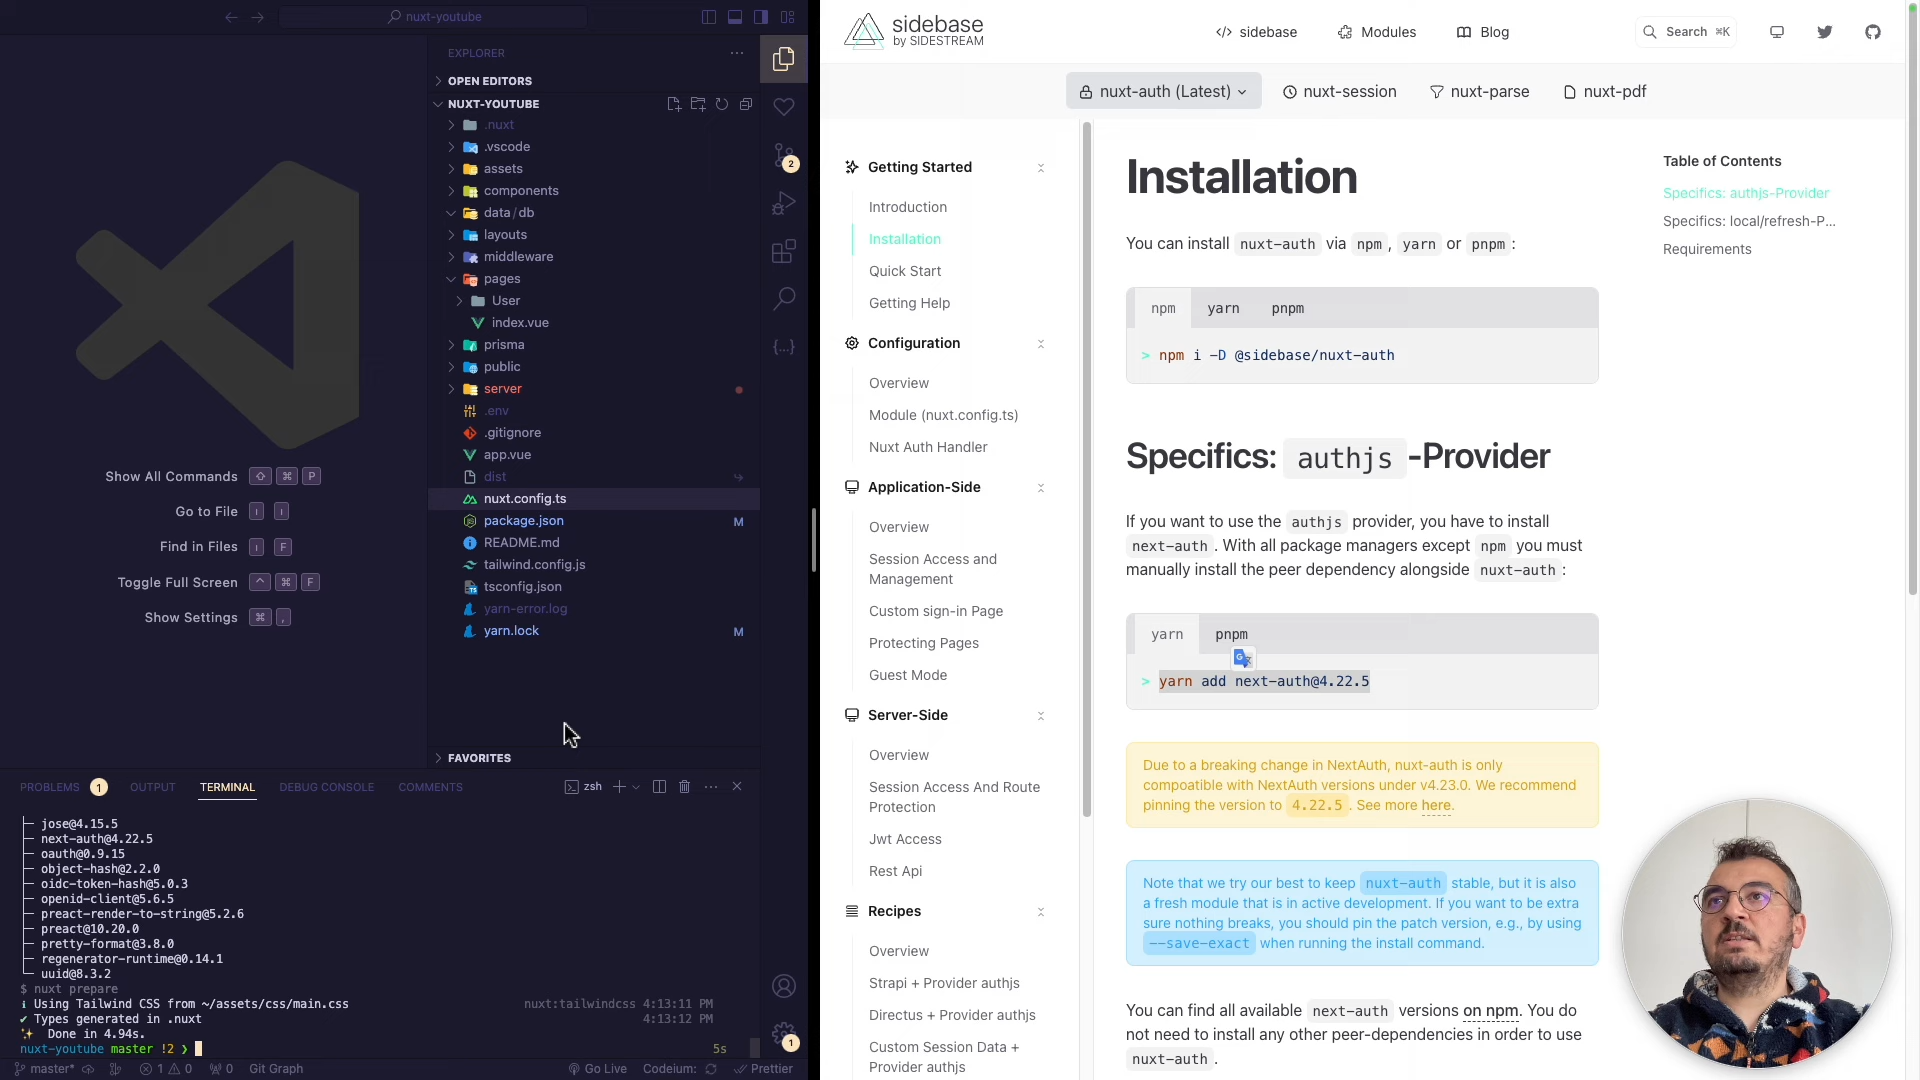 nuxt-youtube
EXPLORER
OPEN EDITORS
NUXT-YOUTUBE
.nuxt
.vscode
assets
components
data/db
layouts
middleware
pages
User
index.vue
prisma
public
server
.env
.gitignore
app.vue
dist
nuxt.config.ts
package.json M
README.md
tailwind.config.js
tsconfig.json
yarn-error.log
yarn.lock M
FAVORITES
2
1
Show All Commands ⇧ ⌘ P
Go to File
Find in Files F
Toggle Full Screen ^ ⌘ F
Show Settings ⌘ ,
PROBLEMS 1 OUTPUT TERMINAL DEBUG CONSOLE COMMENTS zsh
├─ jose@4.15.5
├─ next-auth@4.22.5
├─ oauth@0.9.15
├─ object-hash@2.2.0
├─ oidc-token-hash@5.0.3
├─ openid-client@5.6.5
├─ preact-render-to-string@5.2.6
├─ preact@10.20.0
├─ pretty-format@3.8.0
├─ regenerator-runtime@0.14.1
└─ uuid@8.3.2
$ nuxt prepare
ℹ Using Tailwind CSS from ~/assets/css/main.css nuxt:tailwindcss 4:13:11 PM
✔ Types generated in .nuxt 4:13:12 PM
✨ Done in 4.94s.
nuxt-youtube master !2 ❯ 5s
master* 1 0 0 Git Graph Go Live Codeium: Prettier
sidebase
by SIDESTREAM
</> sidebase Modules Blog Search ⌘K
nuxt-auth (Latest) nuxt-session nuxt-parse nuxt-pdf
Getting Started
Introduction
Installation
Quick Start
Getting Help
Configuration
Overview
Module (nuxt.config.ts)
Nuxt Auth Handler
Application-Side
Overview
Session Access and
Management
Custom sign-in Page
Protecting Pages
Guest Mode
Server-Side
Overview
Session Access And Route
Protection
Jwt Access
Rest Api
Recipes
Overview
Strapi + Provider authjs
Directus + Provider authjs
Custom Session Data +
Provider authjs
Installation
You can install nuxt-auth via npm, yarn or pnpm:
npm yarn pnpm
> npm i -D @sidebase/nuxt-auth
Specifics: authjs-Provider
If you want to use the authjs provider, you have to install
next-auth. With all package managers except npm you must
manually install the peer dependency alongside nuxt-auth:
yarn pnpm
> yarn add next-auth@4.22.5
Due to a breaking change in NextAuth, nuxt-auth is only
compatible with NextAuth versions under v4.23.0. We recommend
pinning the version to 4.22.5. See more here.
Note that we try our best to keep nuxt-auth stable, but it is also
a fresh module that is in active development. If you want to be extra
sure nothing breaks, you should pin the patch version, e.g., by using
--save-exact when running the install command.
You can find all available next-auth versions on npm. You do
not need to install any other peer-dependencies in order to use
nuxt-auth.
Table of Contents
Specifics: authjs-Provider
Specifics: local/refresh-P...
Requirements